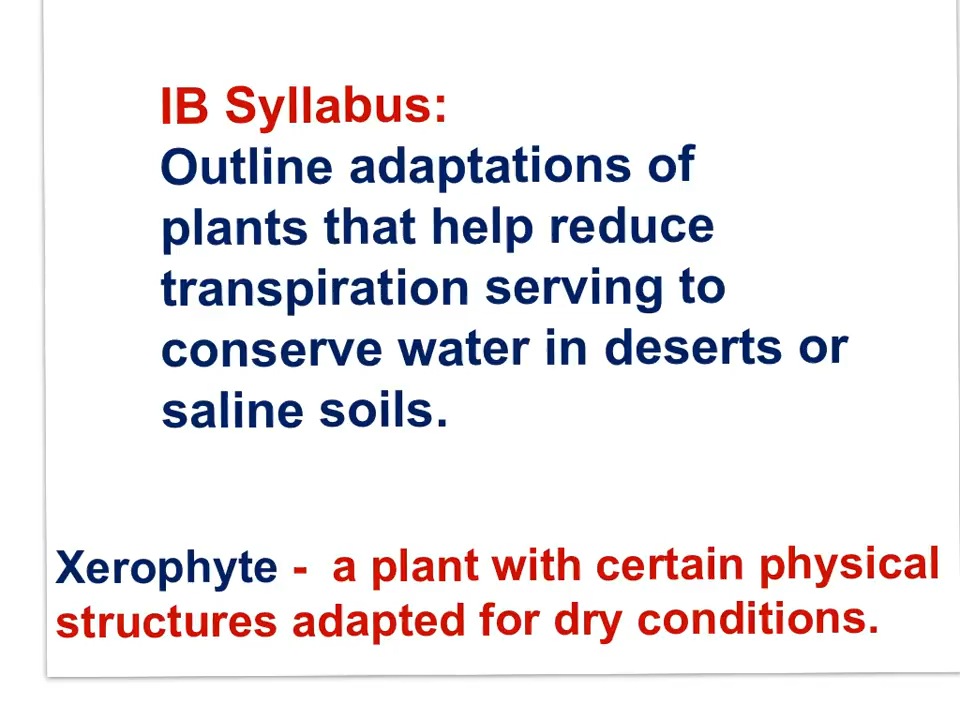 IB Syllabus:
Outline adaptations of
plants that help reduce
transpiration serving to
conserve water in deserts or
saline soils.
Xerophyte - a plant with certain physical
structures adapted for dry conditions.